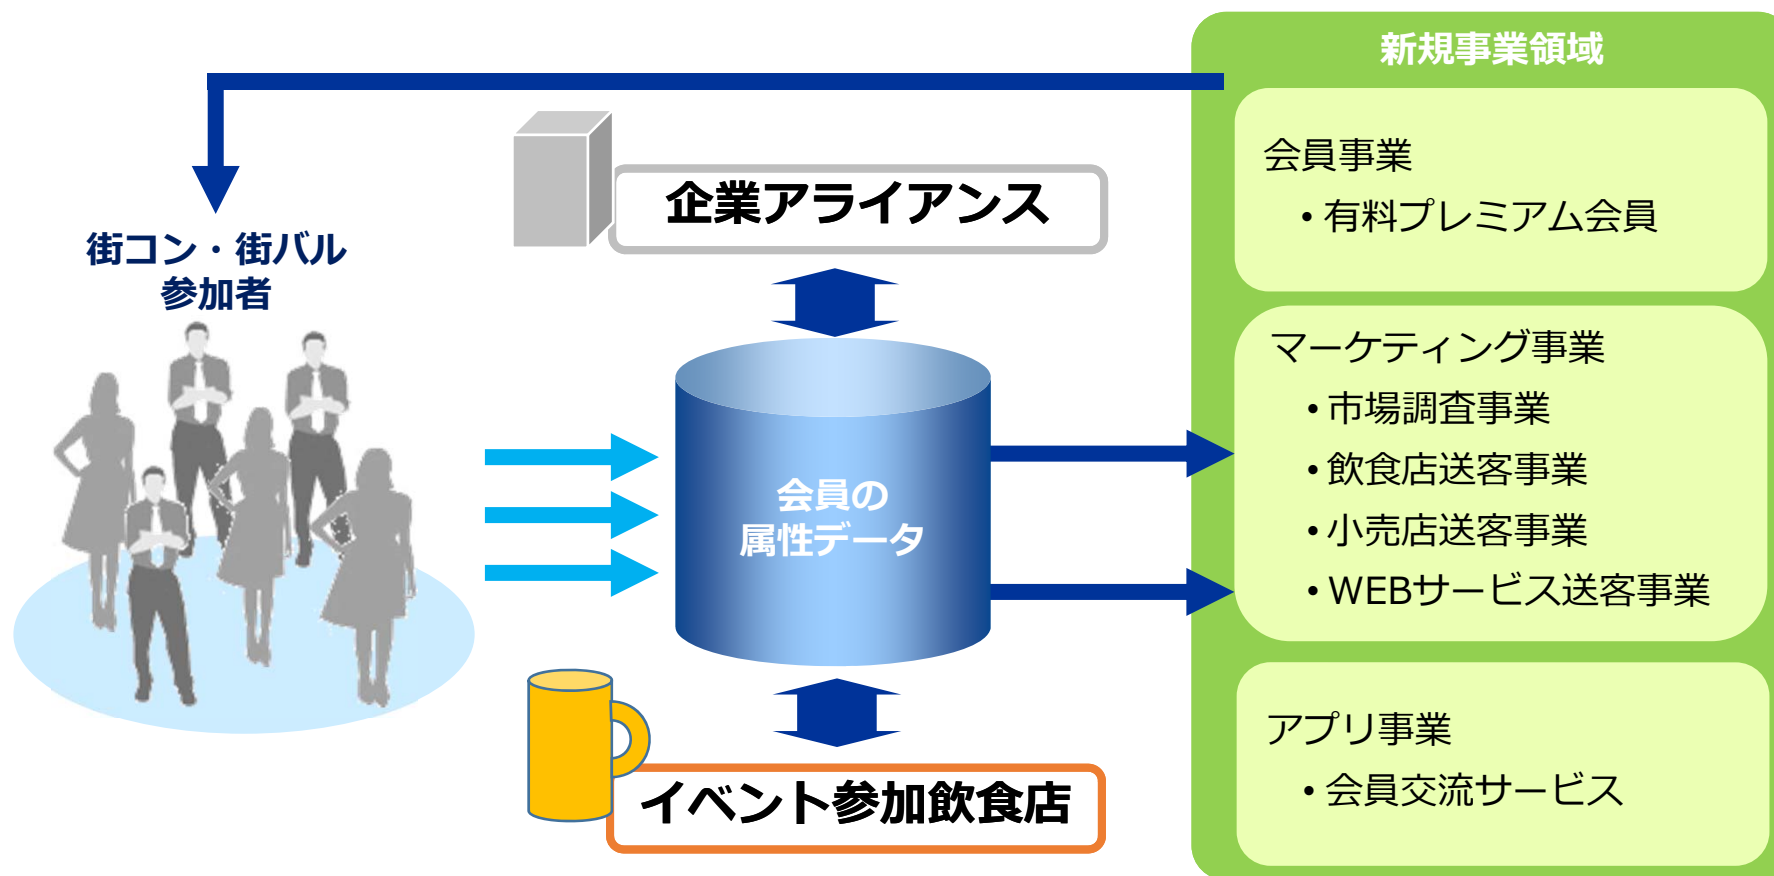 新規事業領域
会員事業
・有料プレミアム会員
企業アライアンス
街コン・街バル
参加者
マーケティング事業
・市場調査事業
・飲食店送客事業
・小売店送客事業
・WEBサービス送客事業
会員の
属性データ
アプリ事業
・会員交流サービス
イベント参加飲食店